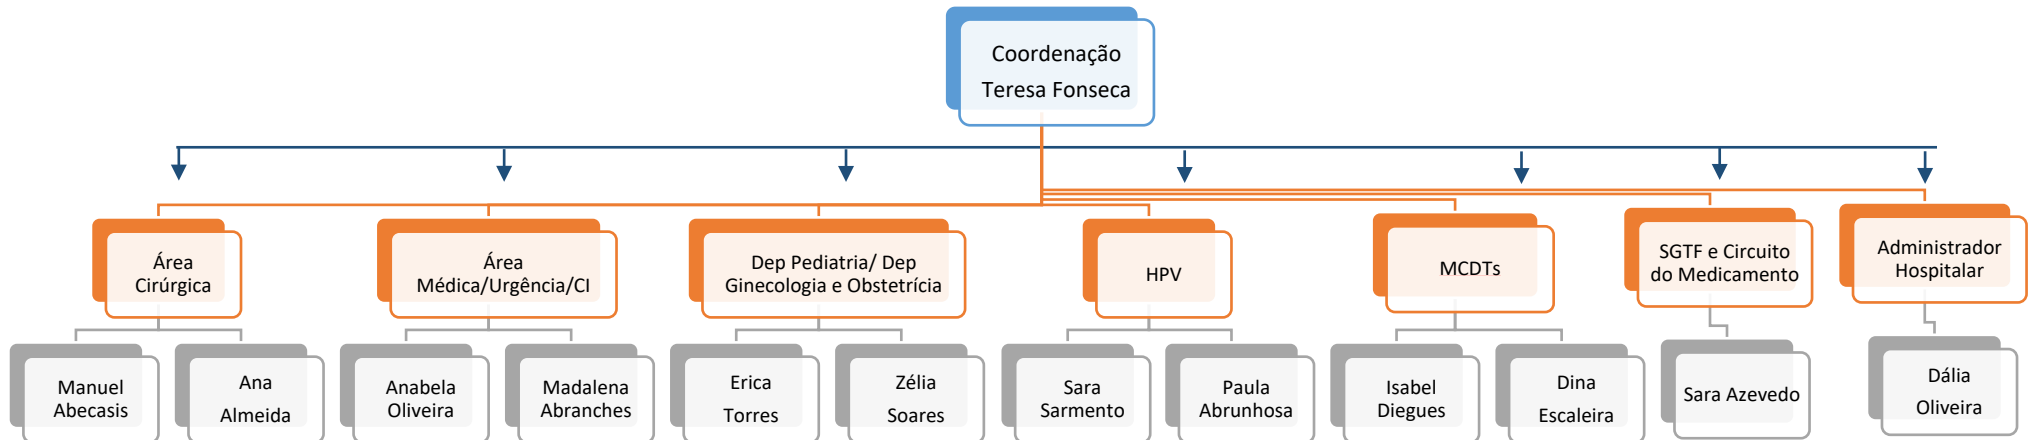 Coordenação
Teresa Fonseca
Área
Cirúrgica
Área
Médica/Urgência/CI
Dep Pediatria/ Dep
Ginecologia e Obstetrícia
HPV
MCDTs
SGTF e Circuito
do Medicamento
Administrador
Hospitalar
Manuel
Abecasis
Ana
Almeida
Anabela
Oliveira
Madalena
Abranches
Erica
Torres
Zélia
Soares
Sara
Sarmento
Paula
Abrunhosa
Isabel
Diegues
Dina
Escaleira
Sara Azevedo
Dália
Oliveira